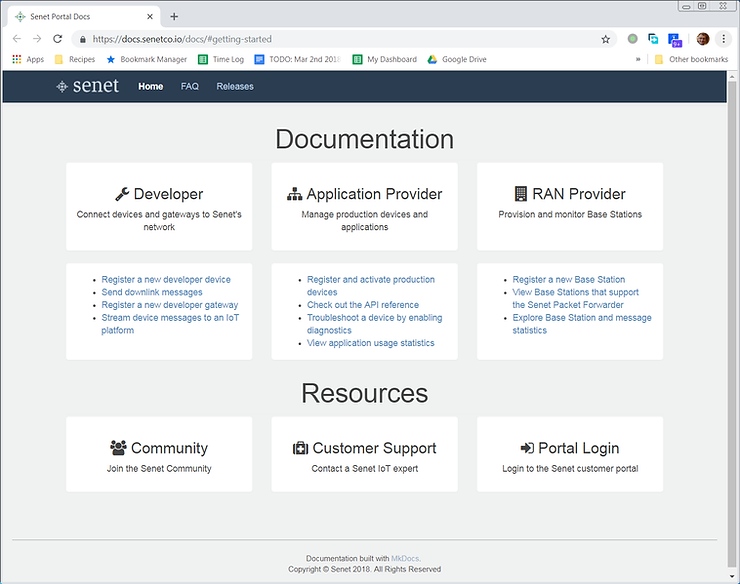 Senet Portal Docs
https://docs.senetco.io/docs/#getting-started
9+
Apps
Recipes
Bookmark Manager
Time Log
TODO: Mar 2nd 2018
My Dashboard
Google Drive
»
Other bookmarks
senet
Home
FAQ
Releases
Documentation
Developer
Connect devices and gateways to Senet's
network
Application Provider
Manage production devices and
applications
RAN Provider
Provision and monitor Base Stations
• Register a new developer device
• Send downlink messages
• Register a new developer gateway
• Stream device messages to an IoT
platform
• Register and activate production
devices
• Check out the API reference
• Troubleshoot a device by enabling
diagnostics
• View application usage statistics
• Register a new Base Station
• View Base Stations that support
the Senet Packet Forwarder
• Explore Base Station and message
statistics
Resources
Community
Join the Senet Community
Customer Support
Contact a Senet IoT expert
Portal Login
Login to the Senet customer portal
Documentation built with MkDocs.
Copyright © Senet 2018. All Rights Reserved